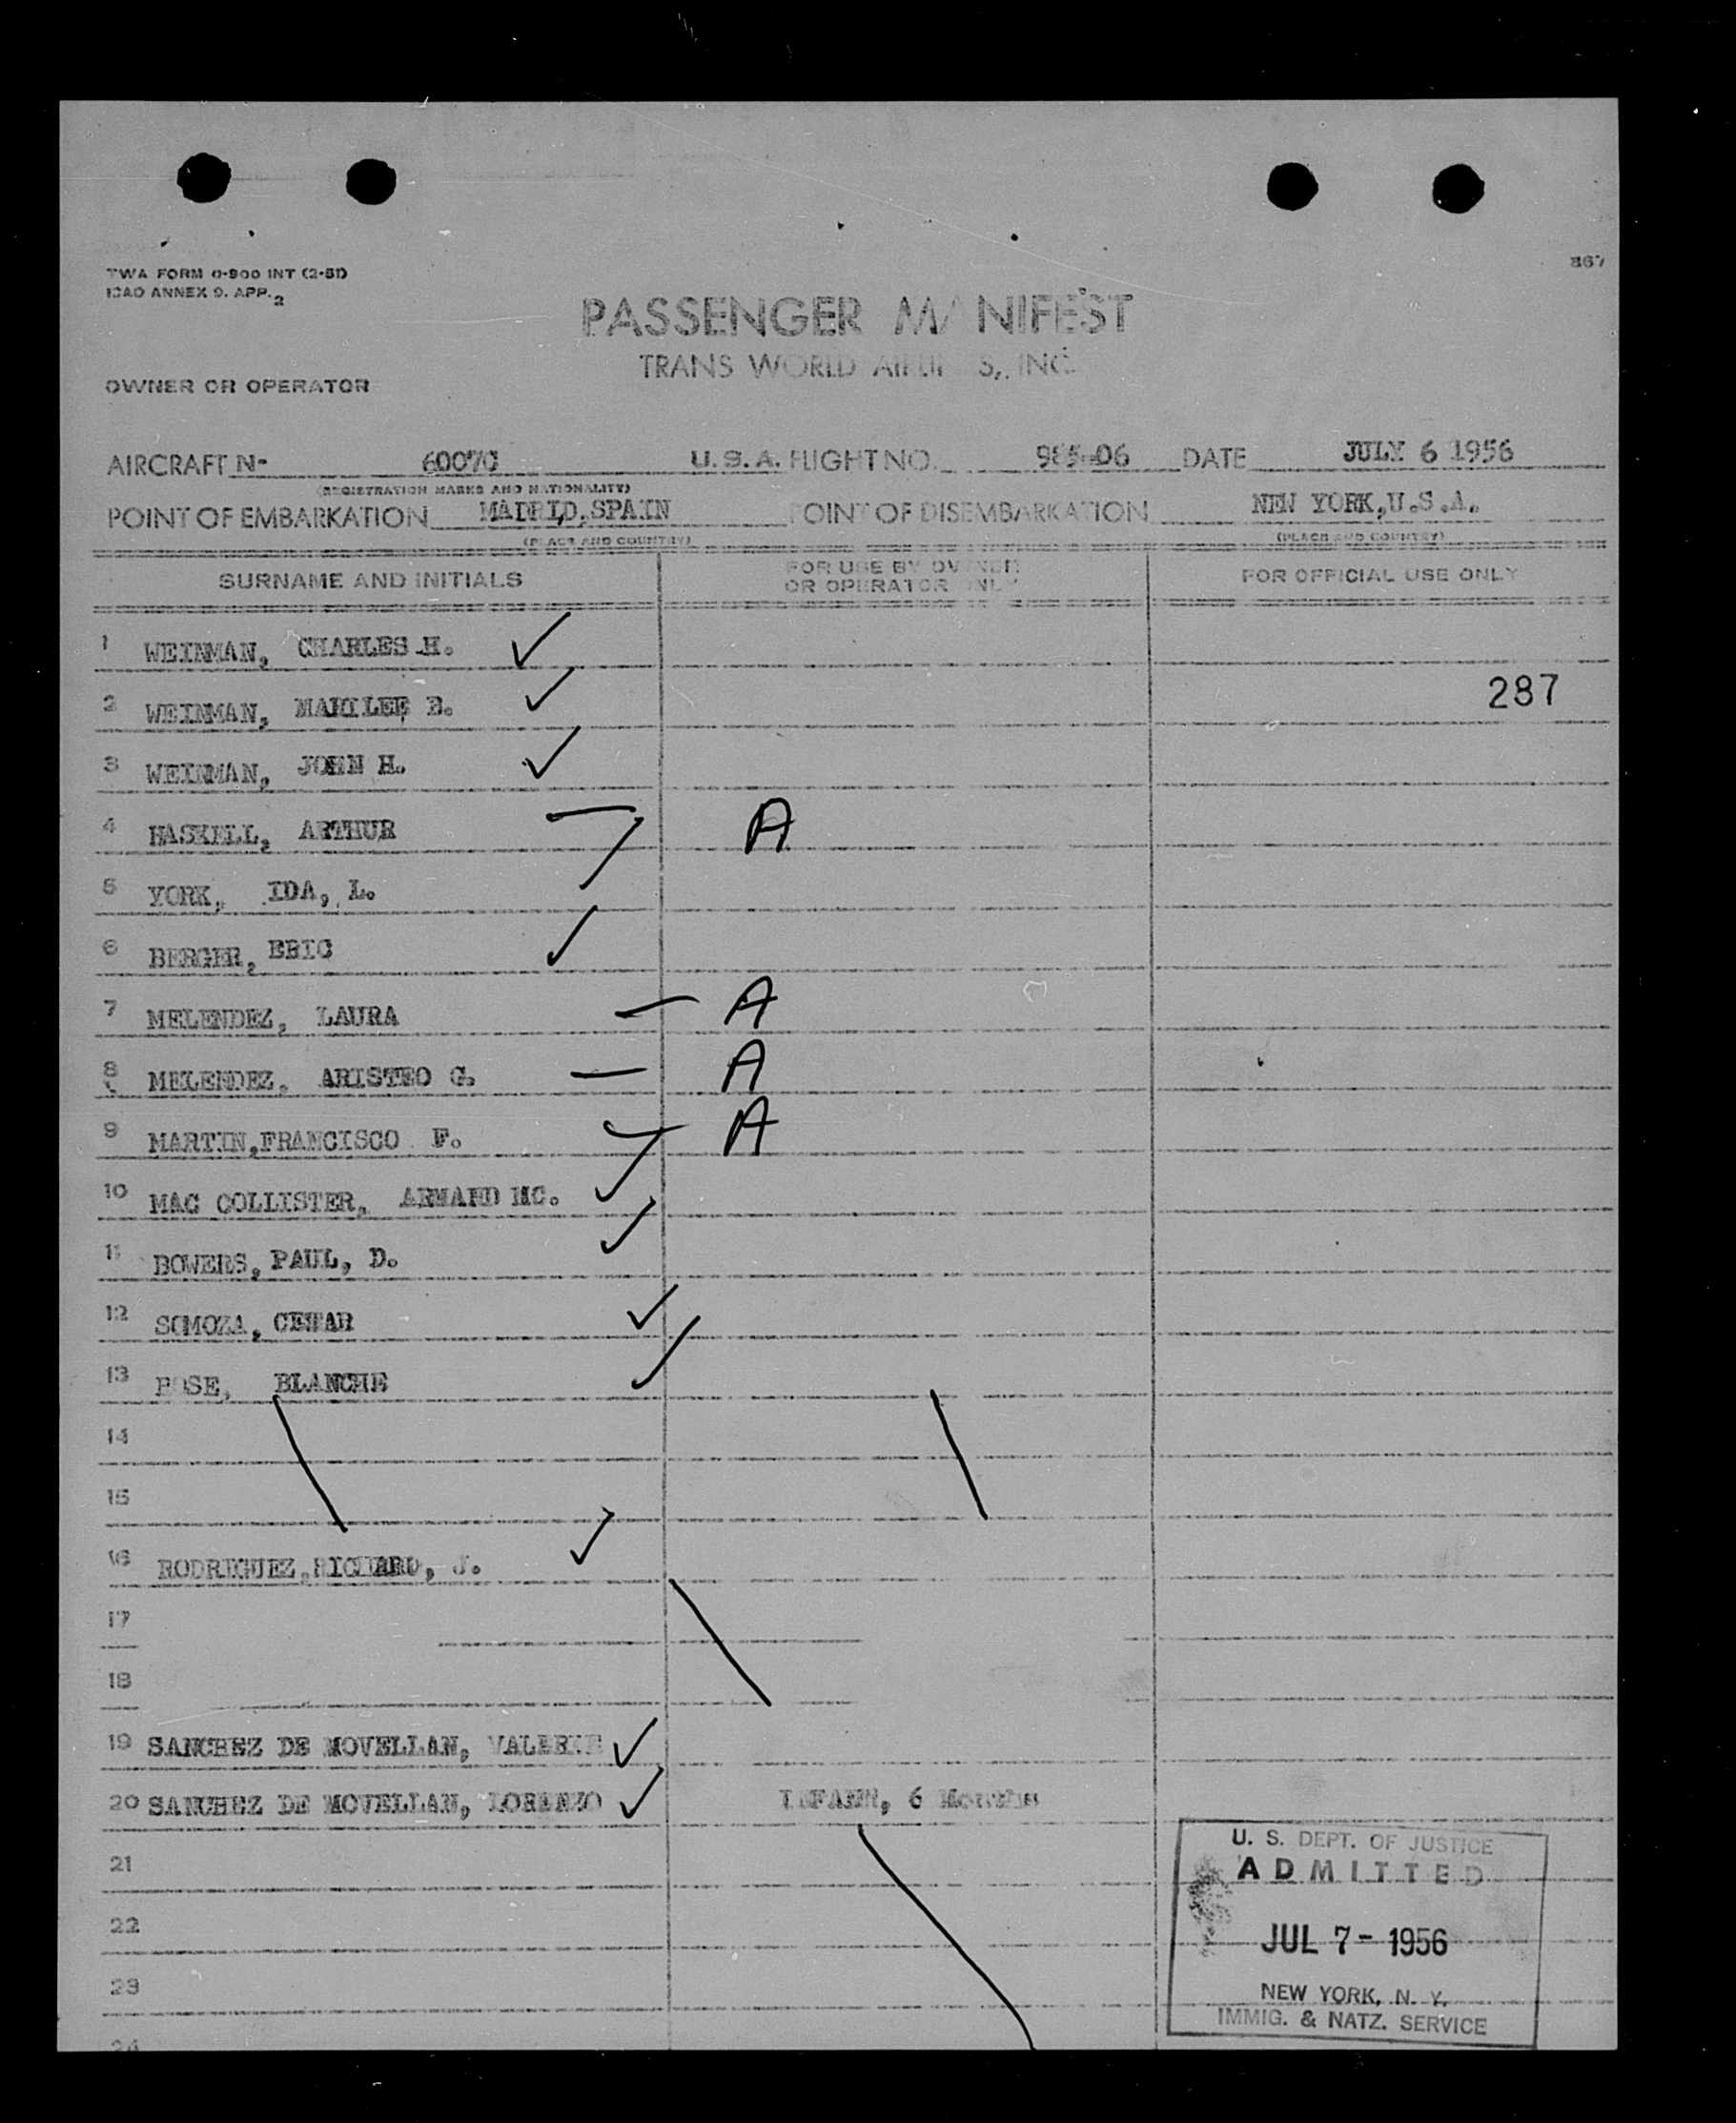 TWA FORM 0-900 INT (2-51)
ICAO ANNEX 9. APP. 2
867
PASSENGER MANIFEST
TRANS WORLD AIRLINES, INC.
OWNER OR OPERATOR
AIRCRAFT N- 6007C U.S.A. FLIGHT NO. 985-06 DATE JULY 6 1956
(REGISTRATION MARKS AND NATIONALITY)
POINT OF EMBARKATION MADRID, SPAIN POINT OF DISEMBARKATION NEW YORK, U.S.A.
(PLACE AND COUNTRY) (PLACE AND COUNTRY)
SURNAME AND INITIALS FOR USE BY OWNER OR OPERATOR ONLY FOR OFFICIAL USE ONLY
1 WEINMAN, CHARLES H. ✓
2 WEINMAN, MARILEE E. ✓ 287
3 WEINMAN, JOHN H. ✓
4 HASKELL, ARTHUR — A
5 YORK, IDA, L. ✓
6 BERGER, ERIC ✓
7 MELENDEZ, LAURA — A
8 MELENDEZ, ARISTEO G. — A
9 MARTIN, FRANCISCO F. — A
10 MAC COLLISTER, ARMAND MC. ✓
11 BOWERS, PAUL, D. ✓
12 SOMOZA, CESAR ✓
13 BLANCHE ✓
14
15
16 RODRIGUEZ, RICHARD, J. ✓
17
18
19 SANCHEZ DE MOVELLAN, VALERIE ✓
20 SANCHEZ DE MOVELLAN, LORENZO ✓ 6 Months
21
22
23
24
U. S. DEPT. OF JUSTICE
ADMITTED
JUL 7 - 1956
NEW YORK, N. Y.
IMMIG. & NATZ. SERVICE